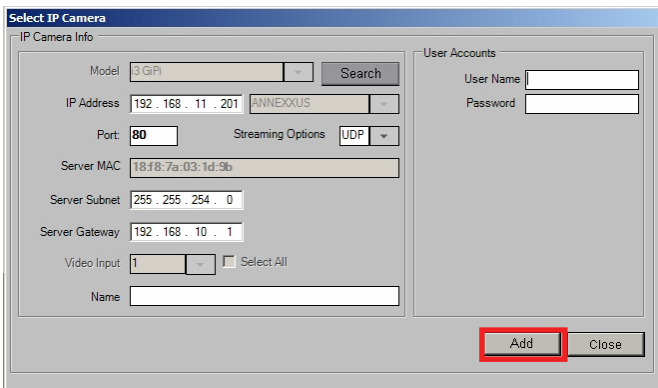 Select IP Camera
IP Camera Info
Model i3 GiPi Search
IP Address 192 . 168 . 11 . 201 ANNEXXUS
Port: 80 Streaming Options UDP
Server MAC 18:f8:7a:03:1d:9b
Server Subnet 255 . 255 . 254 . 0
Server Gateway 192 . 168 . 10 . 1
Video Input 1 Select All
Name
User Accounts
User Name
Password
Add Close